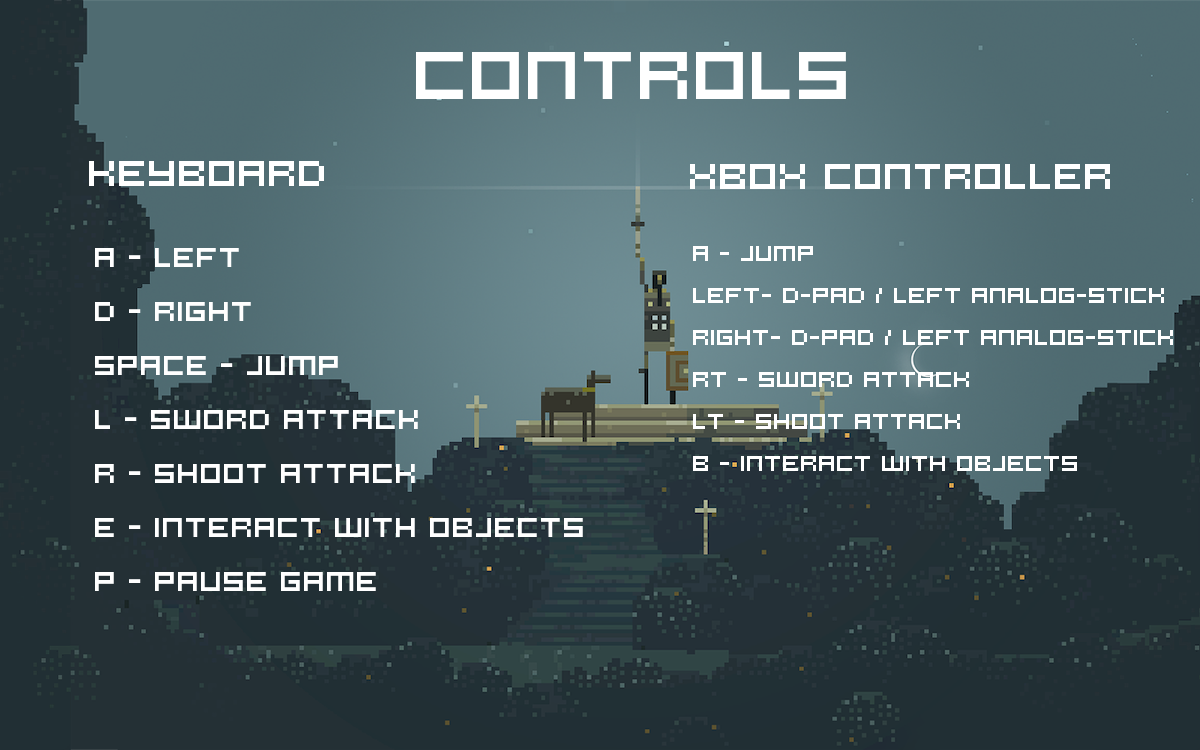 CONTROLS
KEYBOARD
A - LEFT
D - RIGHT
SPACE - JUMP
L - SWORD ATTACK
R - SHOOT ATTACK
E - INTERACT WITH OBJECTS
P - PAUSE GAME
XBOX CONTROLLER
A - JUMP
LEFT- D-PAD / LEFT ANALOG-STICK
RIGHT- D-PAD / LEFT ANALOG-STICK
RT - SWORD ATTACK
LT - SHOOT ATTACK
B - INTERACT WITH OBJECTS